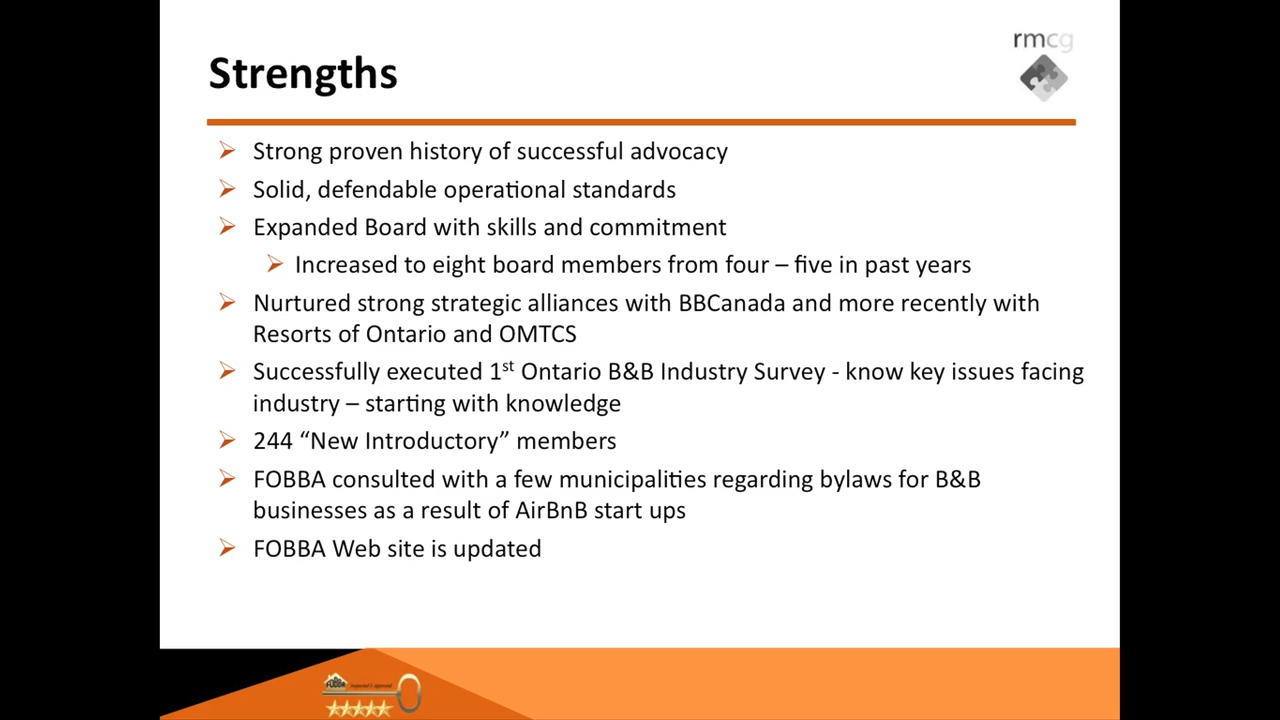 rmcg
Strengths
Strong proven history of successful advocacy
Solid, defendable operational standards
Expanded Board with skills and commitment
Increased to eight board members from four – five in past years
Nurtured strong strategic alliances with BBCanada and more recently with
Resorts of Ontario and OMTCS
Successfully executed 1st Ontario B&B Industry Survey - know key issues facing
industry – starting with knowledge
244 “New Introductory” members
FOBBA consulted with a few municipalities regarding bylaws for B&B
businesses as a result of AirBnB start ups
FOBBA Web site is updated
FOBBA